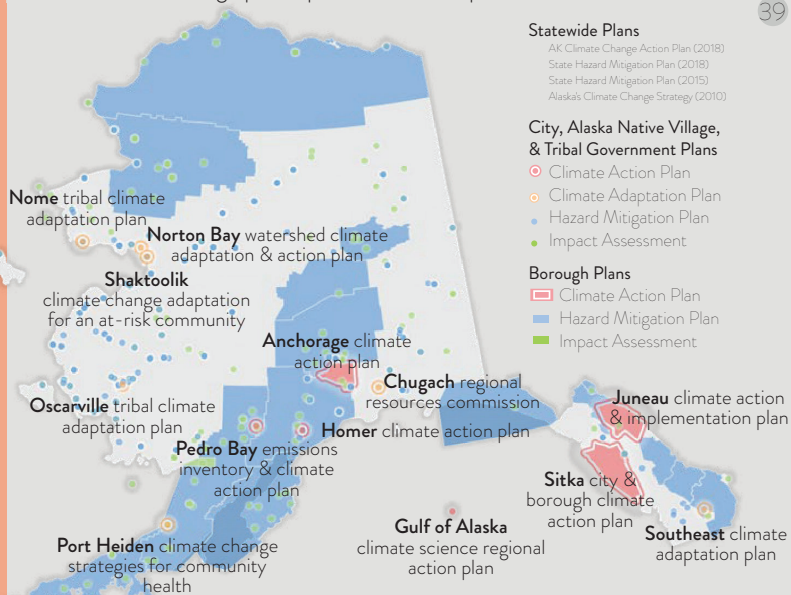 39
Statewide Plans
AK Climate Change Action Plan (2018)
State Hazard Mitigation Plan (2018)
State Hazard Mitigation Plan (2015)
Alaska's Climate Change Strategy (2010)
City, Alaska Native Village,
& Tribal Government Plans
Climate Action Plan
Climate Adaptation Plan
Hazard Mitigation Plan
Impact Assessment
Borough Plans
Climate Action Plan
Hazard Mitigation Plan
Impact Assessment
Nome tribal climate
adaptation plan
Norton Bay watershed climate
adaptation & action plan
Shaktoolik
climate change adaptation
for an at-risk community
Anchorage climate
action plan
Chugach regional
resources commission
Oscarville tribal climate
adaptation plan
Homer climate action plan
Pedro Bay emissions
inventory & climate
action plan
Juneau climate action
& implementation plan
Sitka city &
borough climate
action plan
Gulf of Alaska
climate science regional
action plan
Southeast climate
adaptation plan
Port Heiden climate change
strategies for community
health